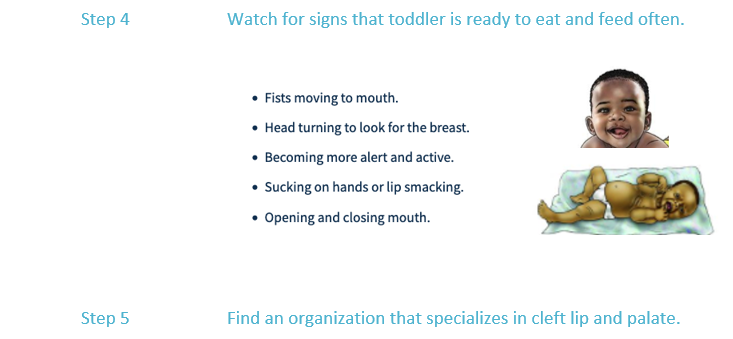 Step 4 Watch for signs that toddler is ready to eat and feed often.
• Fists moving to mouth.
• Head turning to look for the breast.
• Becoming more alert and active.
• Sucking on hands or lip smacking.
• Opening and closing mouth.
Step 5 Find an organization that specializes in cleft lip and palate.